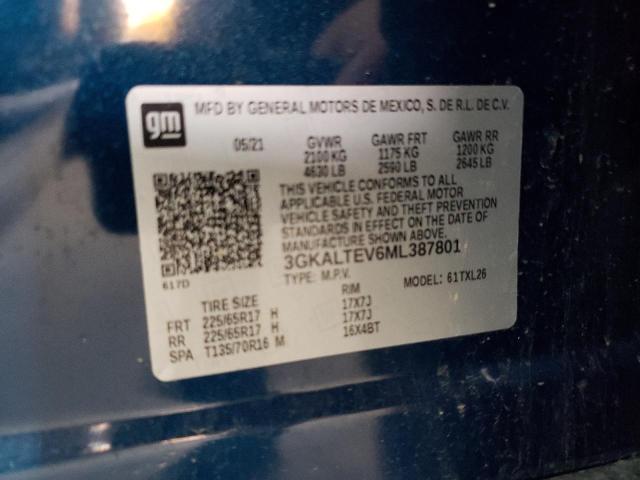 gm
MFD BY GENERAL MOTORS DE MEXICO, S. DE R.L. DE C.V.
05/21 GVWR GAWR FRT GAWR RR
2100 KG 1175 KG 1200 KG
4630 LB 2590 LB 2645 LB
THIS VEHICLE CONFORMS TO ALL
APPLICABLE U.S. FEDERAL MOTOR
VEHICLE SAFETY AND THEFT PREVENTION
STANDARDS IN EFFECT ON THE DATE OF
3GKALTEV6ML387801
617D
TYPE: M.P.V. MODEL: 61TXL26
TIRE SIZE RIM
FRT 225/65R17 H 17X7J
RR 225/65R17 H 17X7J
SPA T135/70R16 M 16X4BT